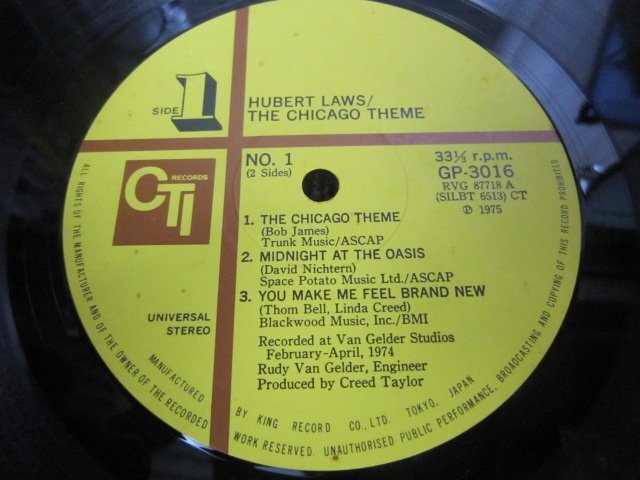 SIDE 1
HUBERT LAWS/
THE CHICAGO THEME
CTI RECORDS
NO. 1
(2 Sides)
33⅓ r.p.m.
GP-3016
RVG 87718 A
(SILBT 6513) CT
℗ 1975
1. THE CHICAGO THEME
(Bob James)
Trunk Music/ASCAP
2. MIDNIGHT AT THE OASIS
(David Nichtern)
Space Potato Music Ltd./ASCAP
3. YOU MAKE ME FEEL BRAND NEW
(Thom Bell, Linda Creed)
Blackwood Music, Inc./BMI
UNIVERSAL
STEREO
Recorded at Van Gelder Studios
February-April, 1974
Rudy Van Gelder, Engineer
Produced by Creed Taylor
MANUFACTURED BY KING RECORD CO., LTD. TOKYO, JAPAN
ALL RIGHTS OF THE MANUFACTURER AND OF THE OWNER OF THE RECORDED WORK RESERVED. UNAUTHORISED PUBLIC PERFORMANCE, BROADCASTING AND COPYING OF THIS RECORD PROHIBITED